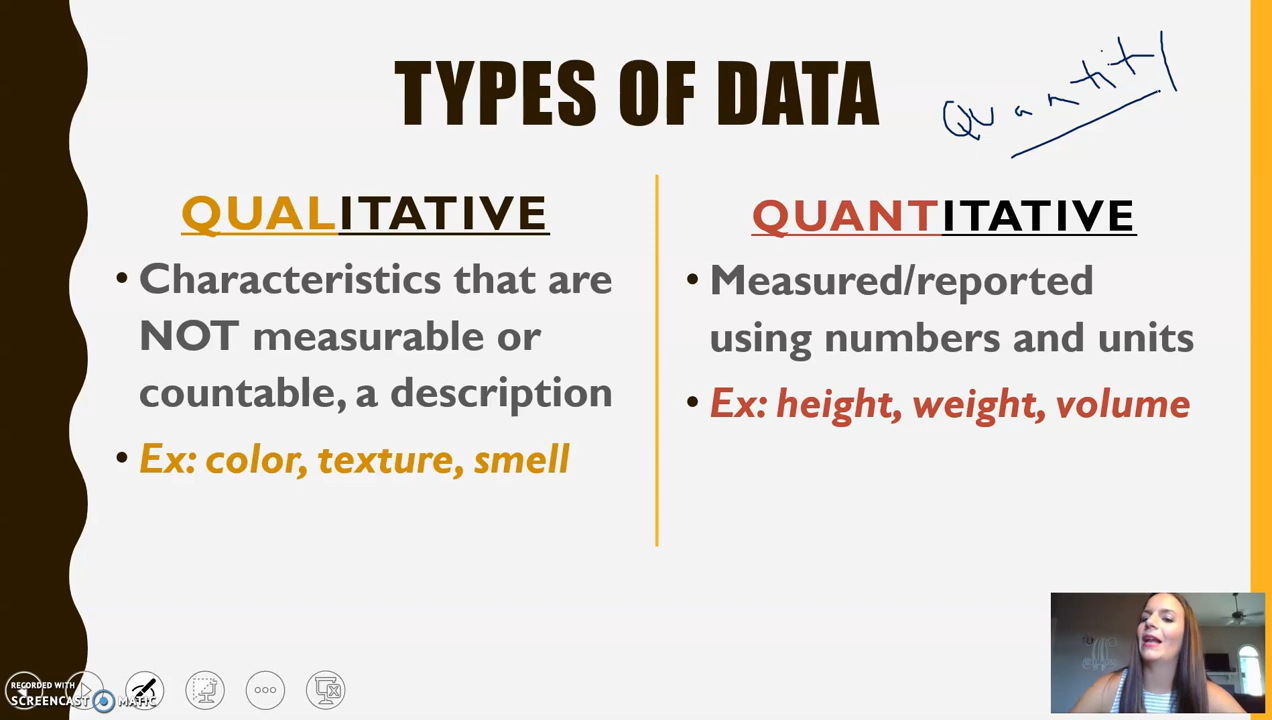 TYPES OF DATA
Quantity
QUALITATIVE
• Characteristics that are
NOT measurable or
countable, a description
• Ex: color, texture, smell
QUANTITATIVE
• Measured/reported
using numbers and units
• Ex: height, weight, volume
RECORDED WITH
SCREENCAST MATIC